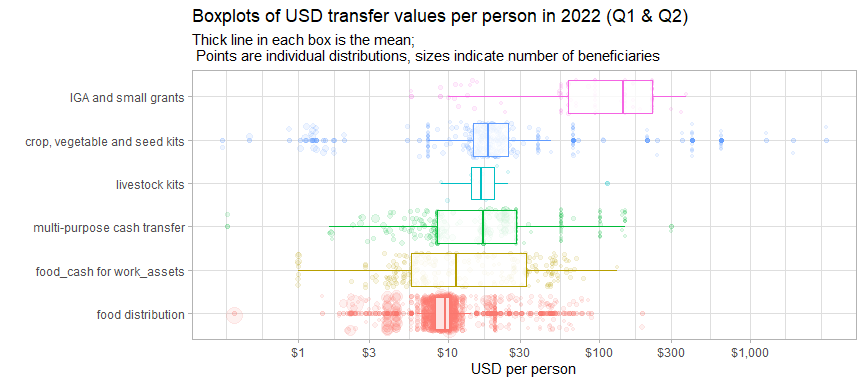 Boxplots of USD transfer values per person in 2022 (Q1 & Q2)
Thick line in each box is the mean;
Points are individual distributions, sizes indicate number of beneficiaries
IGA and small grants
crop, vegetable and seed kits
livestock kits
multi-purpose cash transfer
food_cash for work_assets
food distribution
$1 $3 $10 $30 $100 $300 $1,000
USD per person